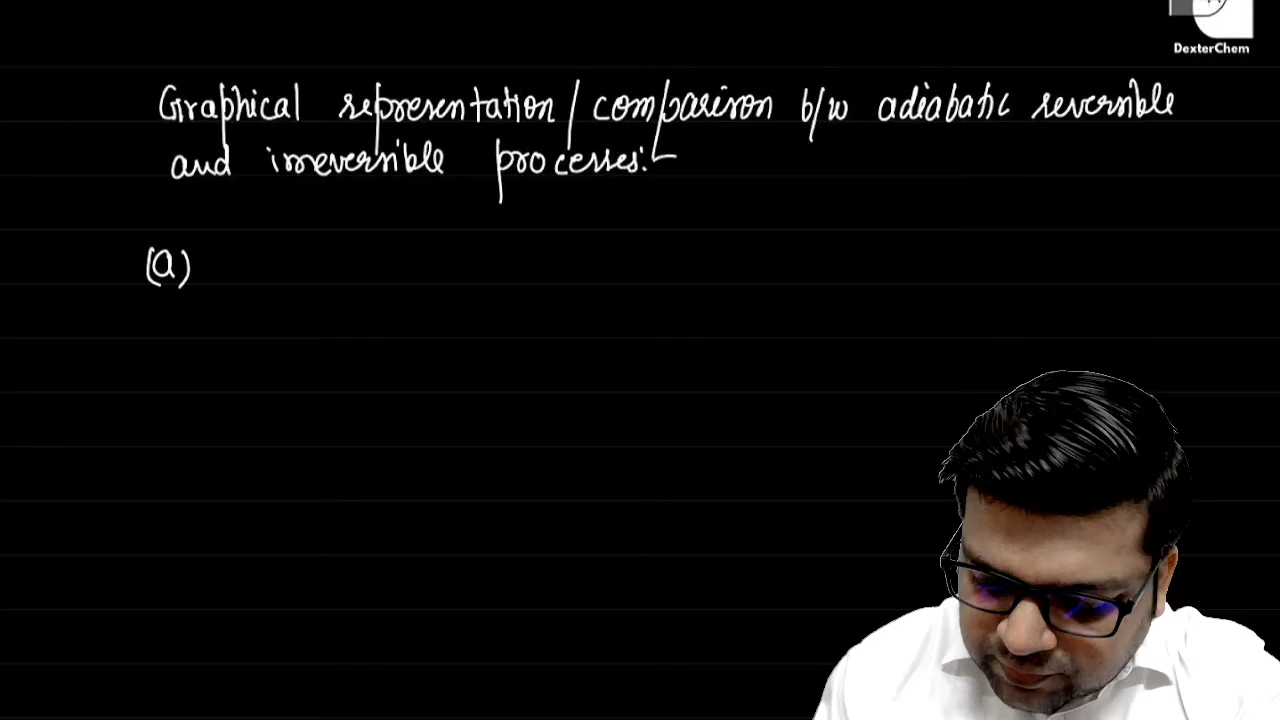 DexterChem
Graphical representation/comparison b/w adiabatic reversible
and irreversible processes:-
(a)